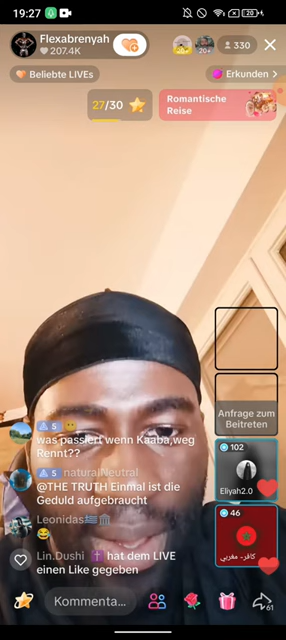 19:27
20
Flexabrenyah
207.4K
20+
330
Beliebte LIVEs
Erkunden >
27/30
Romantische
Reise
5
was passiert wenn Kaaba,weg
Rennt??
5 naturalNeutral
@THE TRUTH Einmal ist die
Geduld aufgebraucht
Leonidas
Lin.Dushi hat dem LIVE
einen Like gegeben
Anfrage zum
Beitreten
102
Eliyah2.0
46
كافر- مغربي
Kommenta...
61